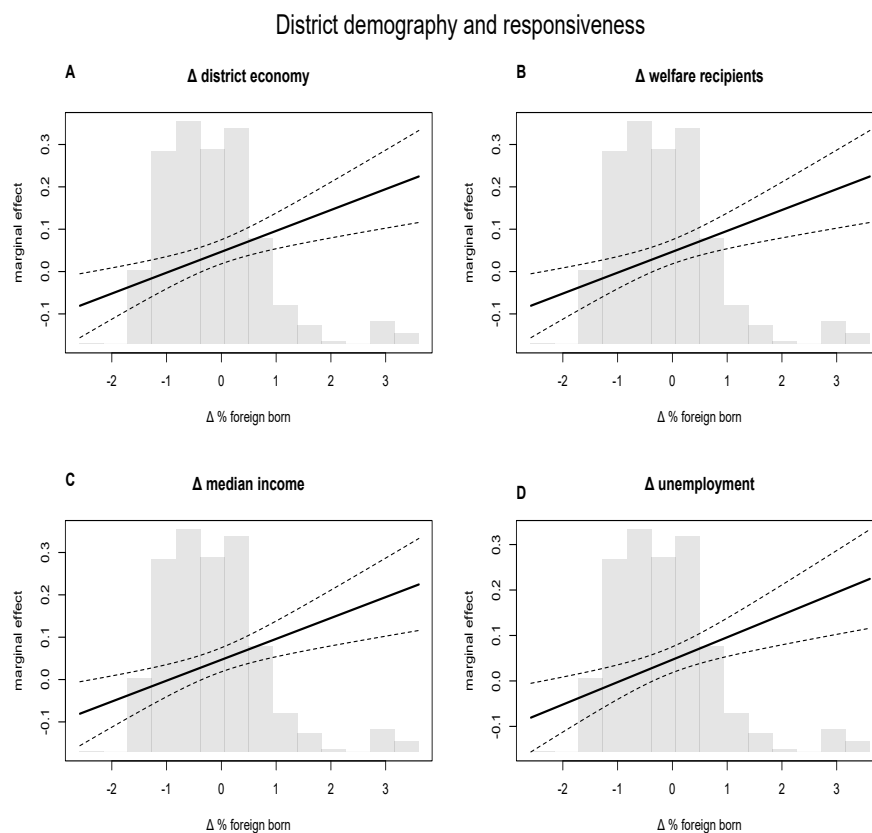 District demography and responsiveness
A
Δ district economy
marginal effect
0.3
0.2
0.1
0.0
-0.1
-2 -1 0 1 2 3
Δ % foreign born
B
Δ welfare recipients
marginal effect
0.3
0.2
0.1
0.0
-0.1
-2 -1 0 1 2 3
Δ % foreign born
C
Δ median income
marginal effect
0.3
0.2
0.1
0.0
-0.1
-2 -1 0 1 2 3
Δ % foreign born
D
Δ unemployment
marginal effect
0.3
0.2
0.1
0.0
-0.1
-2 -1 0 1 2 3
Δ % foreign born